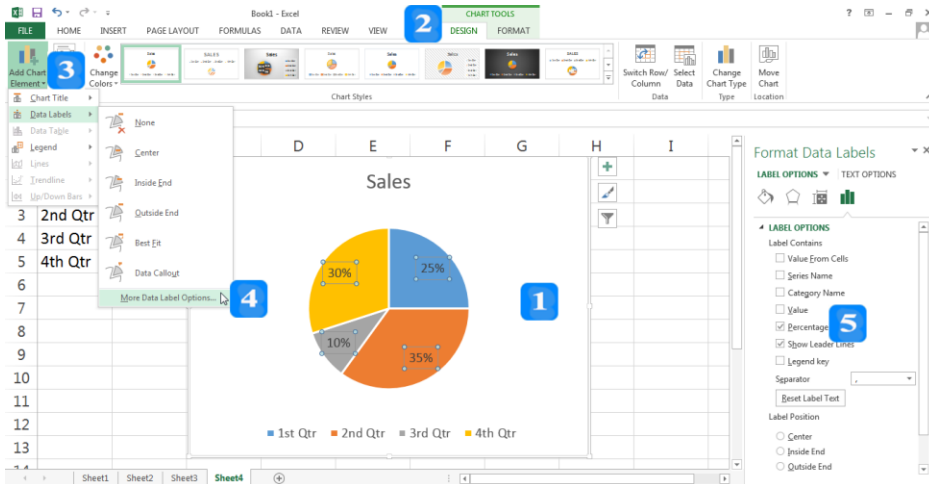 Book1 - Excel
CHART TOOLS
FILE HOME INSERT PAGE LAYOUT FORMULAS DATA REVIEW VIEW DESIGN FORMAT
2
Add Chart
Element
3
Change
Colors
Chart Styles
Switch Row/
Column
Select
Data
Data
Change
Chart Type
Type
Move
Chart
Location
Chart Title
Data Labels
Data Table
Legend
Lines
Trendline
Up/Down Bars
None
Center
Inside End
Outside End
Best Fit
Data Callout
More Data Label Options...
4
D E F G H I
3 2nd Qtr
4 3rd Qtr
5 4th Qtr
6
7
8
9
10
11
12
13
Sales
30%
25%
10%
35%
1
1st Qtr 2nd Qtr 3rd Qtr 4th Qtr
Sheet1 Sheet2 Sheet3 Sheet4
Format Data Labels
LABEL OPTIONS TEXT OPTIONS
LABEL OPTIONS
Label Contains
Value From Cells
Series Name
Category Name
Value
Percentage
5
Show Leader Lines
Legend key
Separator ,
Reset Label Text
Label Position
Center
Inside End
Outside End